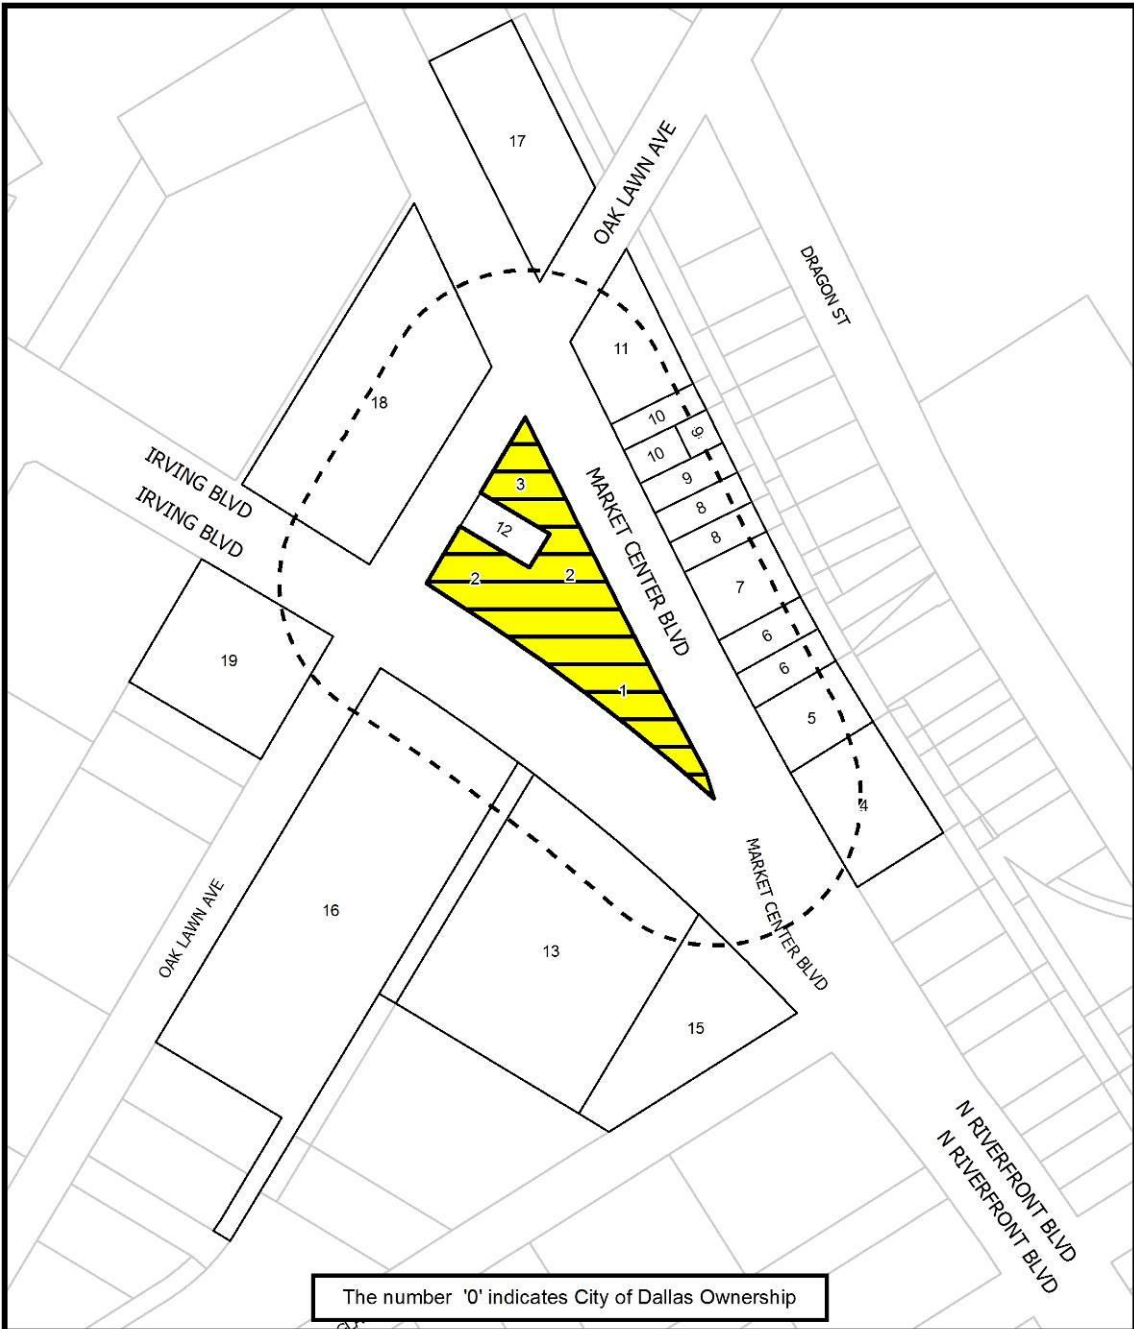 17
OAK LAWN AVE
DRAGON ST
11
18
10
9
10
3
IRVING BLVD
IRVING BLVD
9
MARKET CENTER BLVD
8
12
8
2
2
7
6
19
6
1
5
4
MARKET CENTER BLVD
OAK LAWN AVE
16
13
15
N RIVERFRONT BLVD
N RIVERFRONT BLVD
The number '0' indicates City of Dallas Ownership